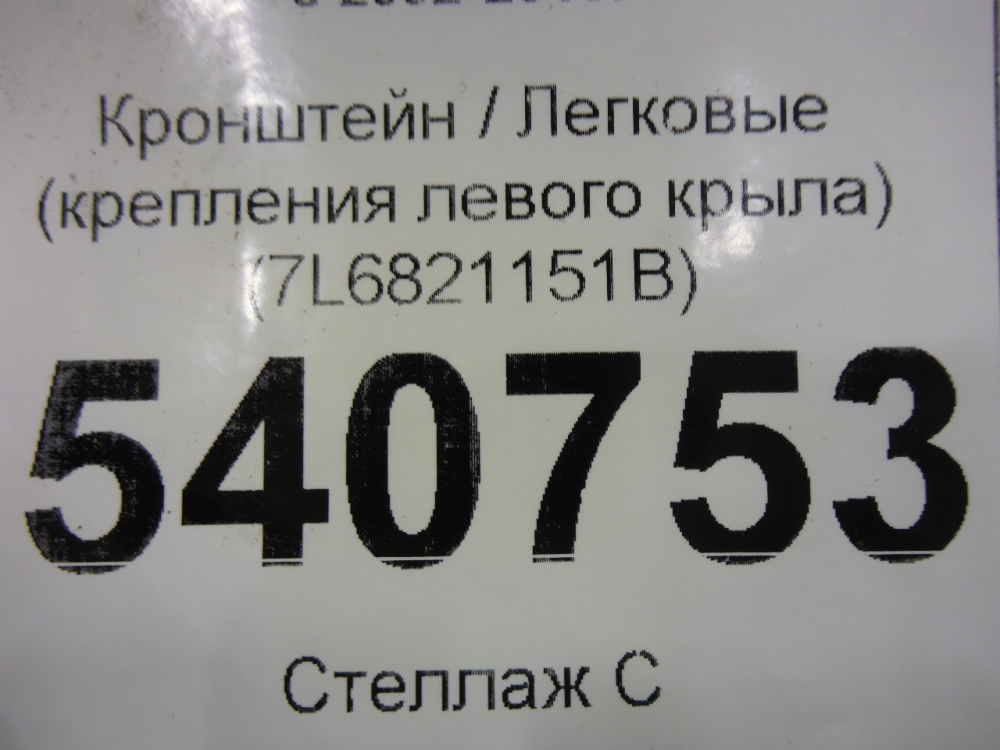 Кронштейн / Легковые
(крепления левого крыла)
(7L6821151B)
540753
Стеллаж С